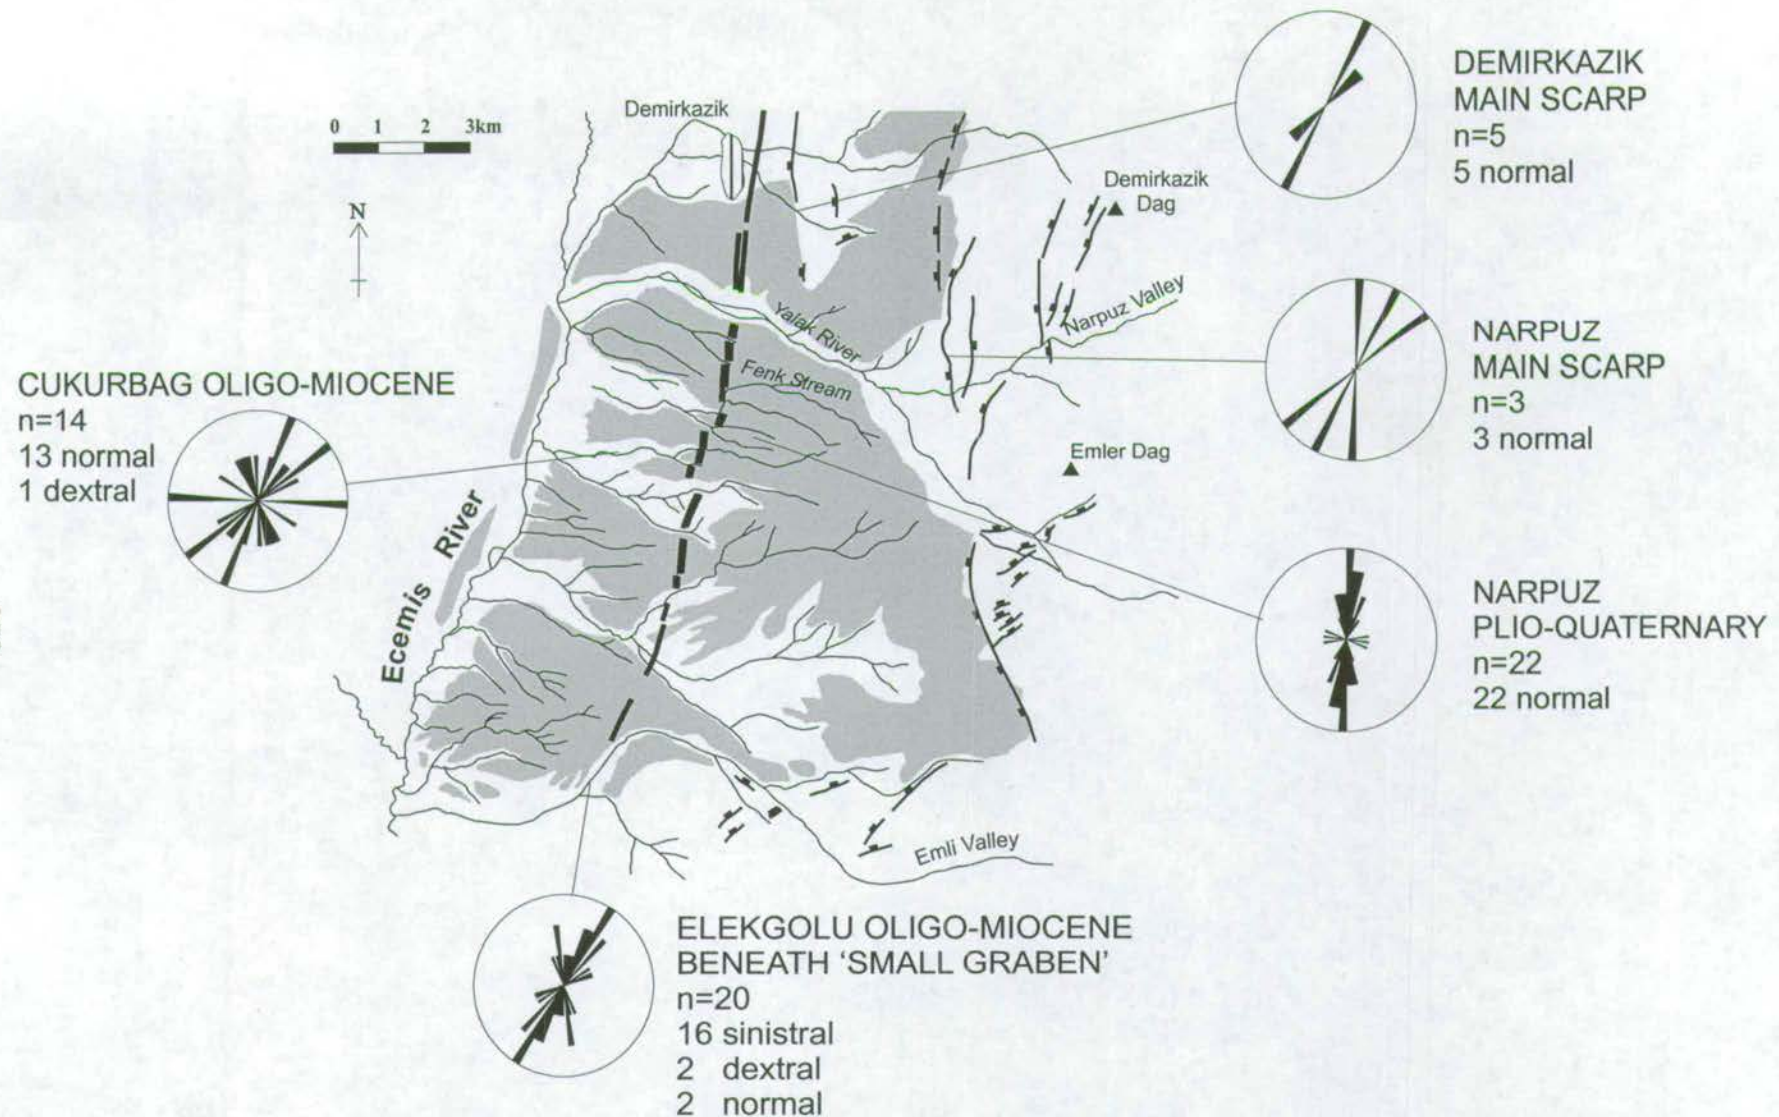 DEMIRKAZIK
MAIN SCARP
n=5
5 normal
0 1 2 3km
Demirkazik
N
Demirkazik
Dag
Narpuz Valley
Yalak River
Fenk Stream
NARPUZ
MAIN SCARP
n=3
3 normal
CUKURBAG OLIGO-MIOCENE
n=14
13 normal
1 dextral
Emler Dag
Ecemis River
NARPUZ
PLIO-QUATERNARY
n=22
22 normal
Emli Valley
ELEKGOLU OLIGO-MIOCENE
BENEATH ‘SMALL GRABEN’
n=20
16 sinistral
2 dextral
2 normal